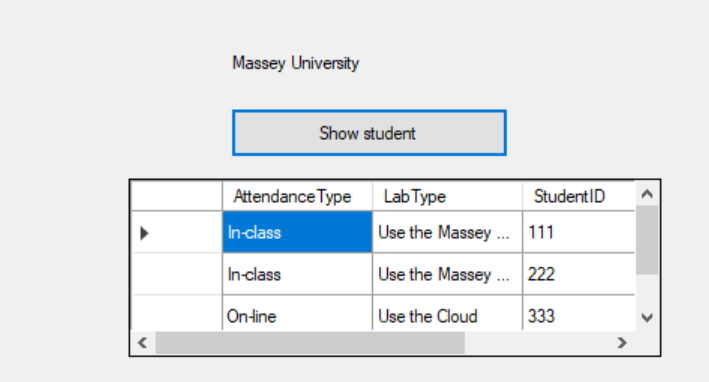 Massey University
Show student
AttendanceType LabType StudentID
In-class Use the Massey ... 111
In-class Use the Massey ... 222
On-line Use the Cloud 333